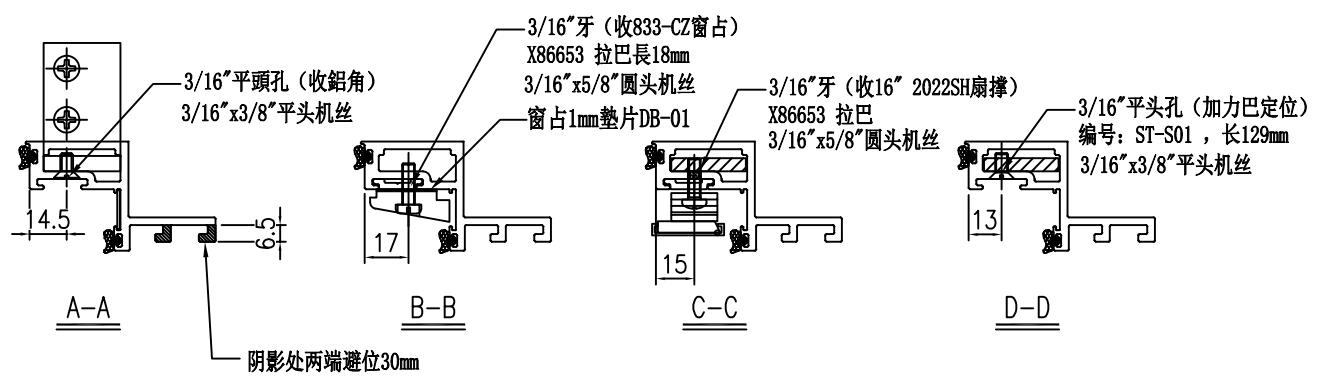 3/16"平頭孔（收鋁角）
3/16"x3/8"平头机丝
14.5
6.5
A-A
阴影处两端避位30mm
3/16"牙（收833-CZ窗占）
X86653 拉巴長18mm
3/16"x5/8"圆头机丝
窗占1mm墊片DB-01
17
B-B
3/16"牙（收16" 2022SH扇撑）
X86653 拉巴
3/16"x5/8"圆头机丝
15
C-C
3/16"平头孔（加力巴定位）
编号：ST-S01 ，长129mm
3/16"x3/8"平头机丝
13
D-D